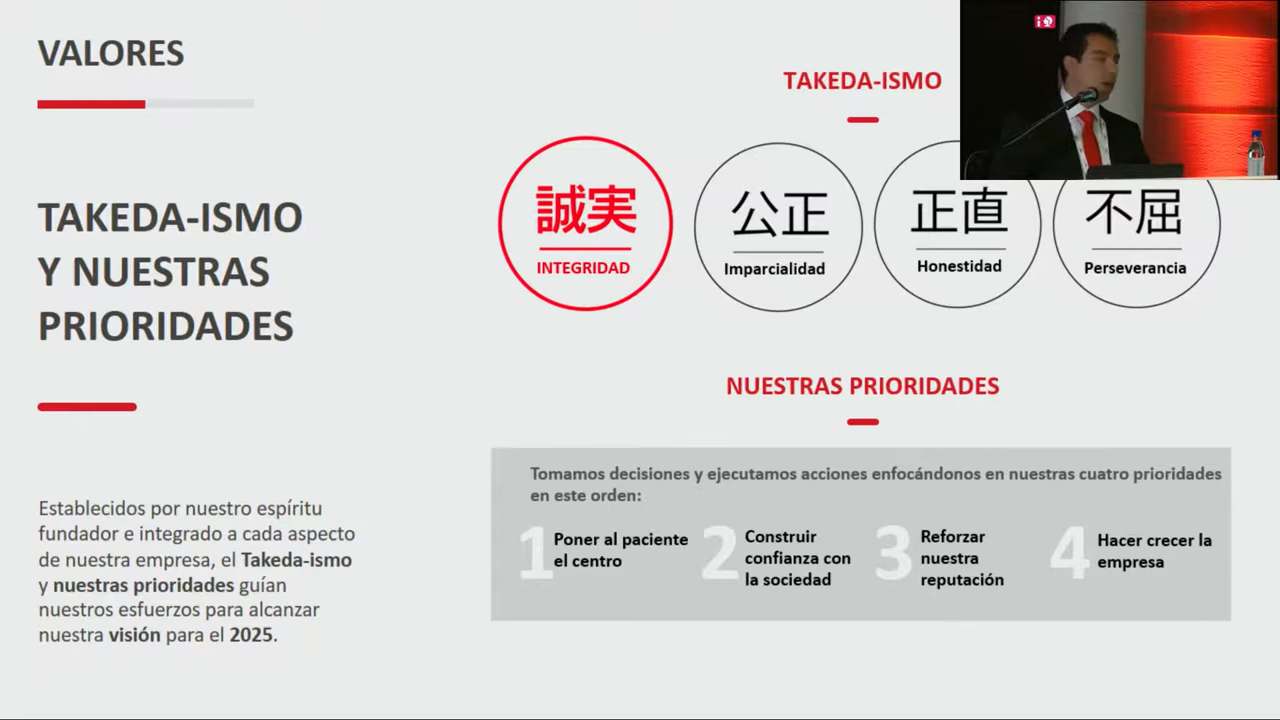 VALORES
TAKEDA-ISMO
Y NUESTRAS
PRIORIDADES
Establecidos por nuestro espíritu
fundador e integrado a cada aspecto
de nuestra empresa, el Takeda-ismo
y nuestras prioridades guían
nuestros esfuerzos para alcanzar
nuestra visión para el 2025.
TAKEDA-ISMO
誠実
INTEGRIDAD
公正
Imparcialidad
正直
Honestidad
不屈
Perseverancia
NUESTRAS PRIORIDADES
Tomamos decisiones y ejecutamos acciones enfocándonos en nuestras cuatro prioridades
en este orden:
1 Poner al paciente
el centro
2 Construir
confianza con
la sociedad
3 Reforzar
nuestra
reputación
4 Hacer crecer la
empresa